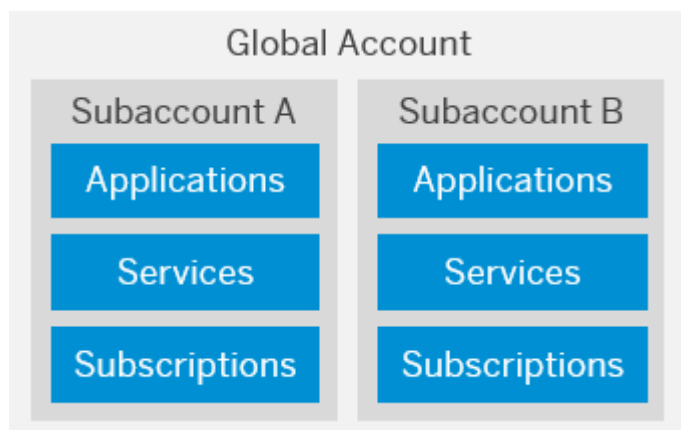 Global Account
Subaccount A
Applications
Services
Subscriptions
Subaccount B
Applications
Services
Subscriptions